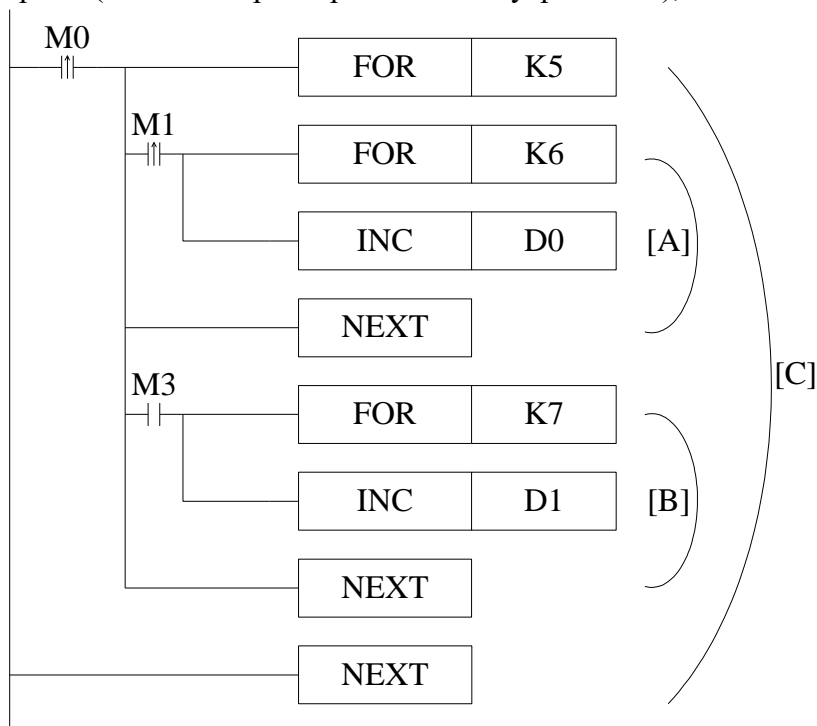 M0
FOR K5
M1
FOR K6
INC D0 [A]
NEXT
M3 [C]
FOR K7
INC D1 [B]
NEXT
NEXT